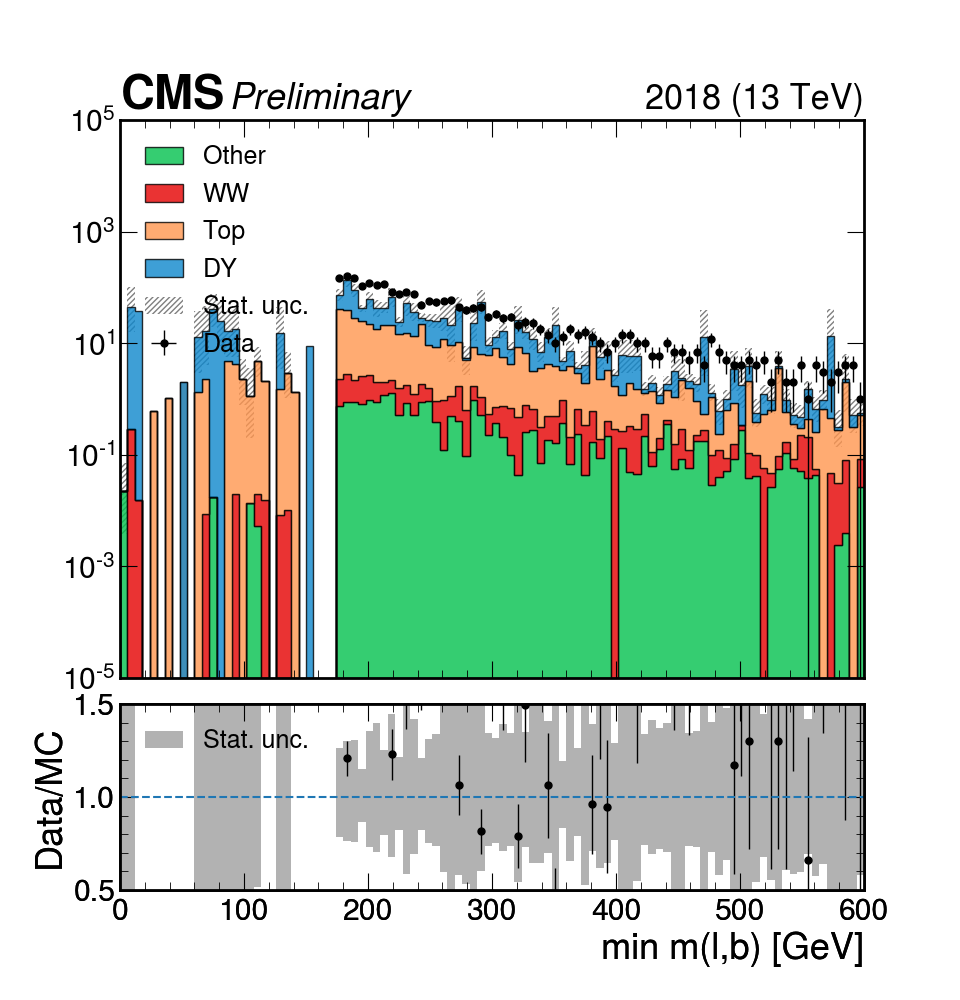 CMS Preliminary 2018 (13 TeV)
10^5
Other
WW
10^3
Top
DY
Stat. unc.
10^1
Data
10^-1
10^-3
10^-5
1.5
Stat. unc.
Data/MC
1.0
0.5
0 100 200 300 400 500 600
min m(l,b) [GeV]